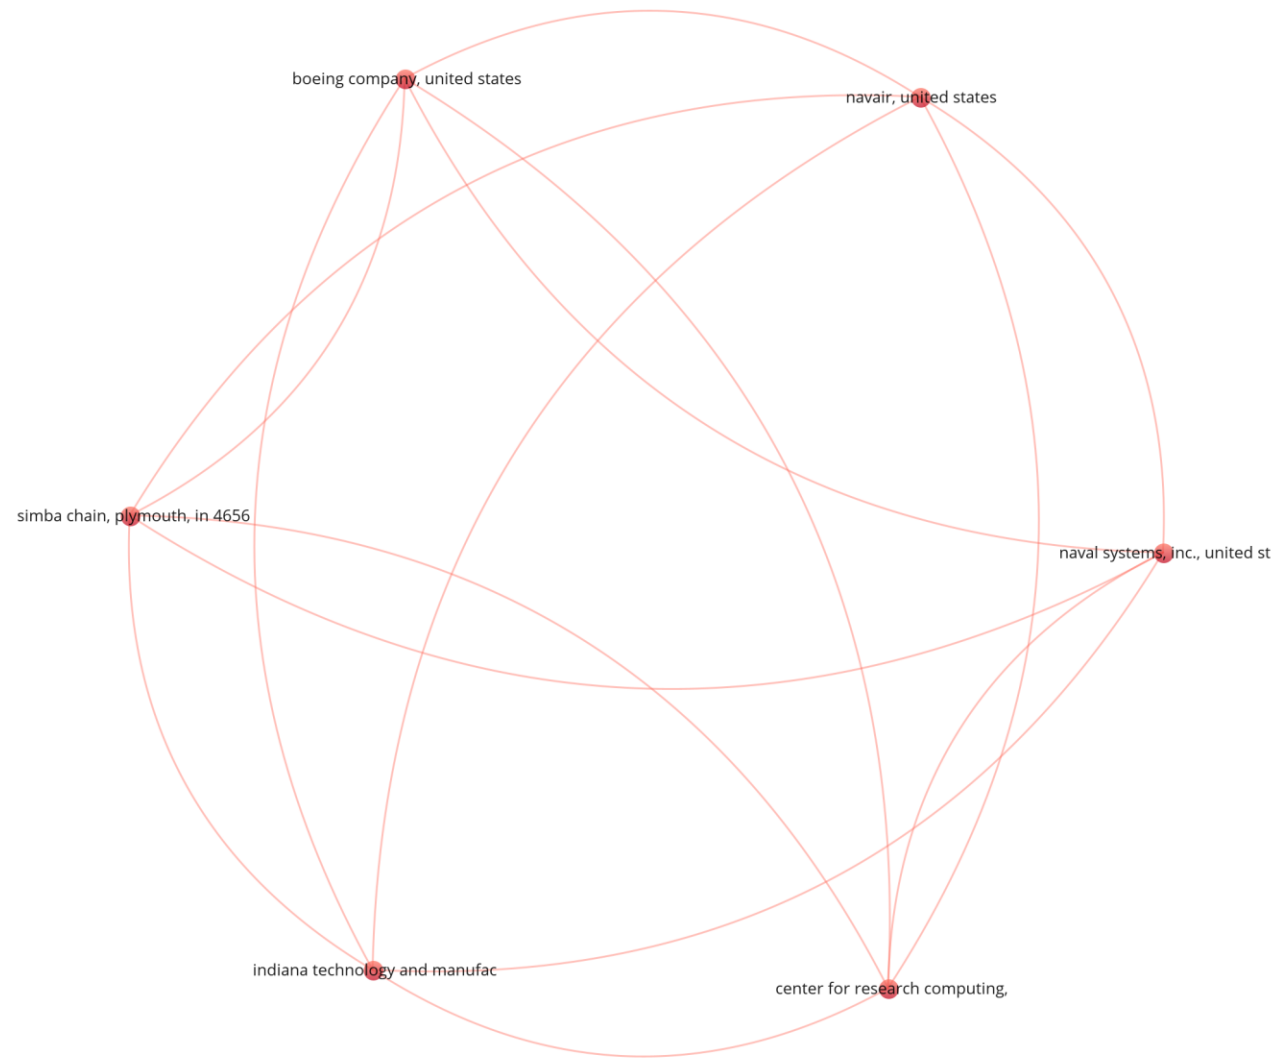 boeing company, united states
navair, united states
simba chain, plymouth, in 4656
naval systems, inc., united st
indiana technology and manufac
center for research computing,